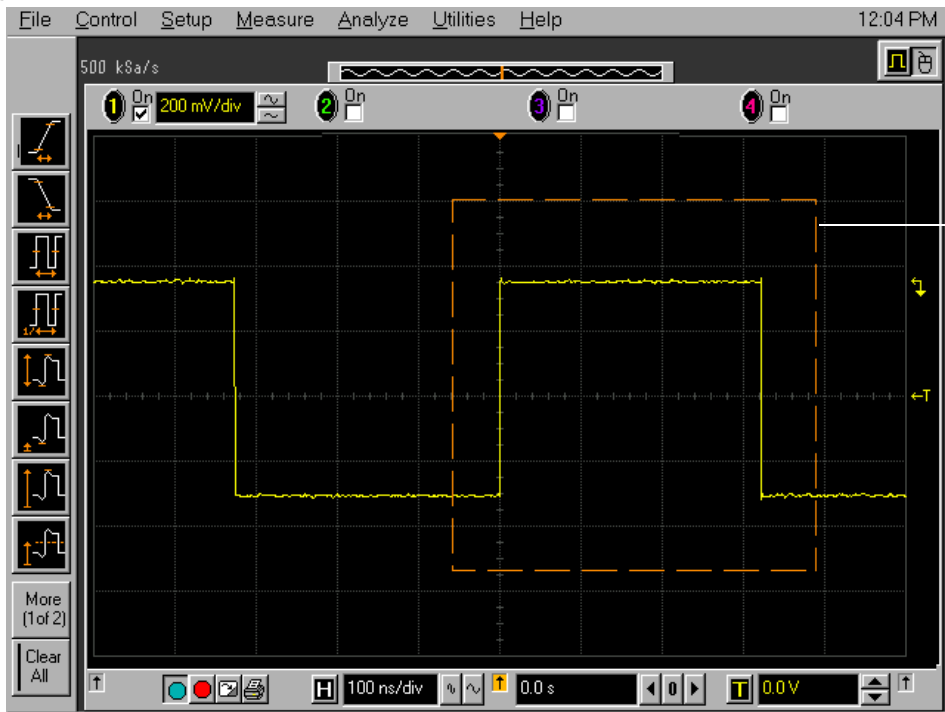 File Control Setup Measure Analyze Utilities Help 12:04 PM
500 kSa/s
1 On 200 mV/div 2 On 3 On 4 On
T
1/
More
(1of 2)
Clear
All
H 100 ns/div 0.0 s 0 T 0.0 V